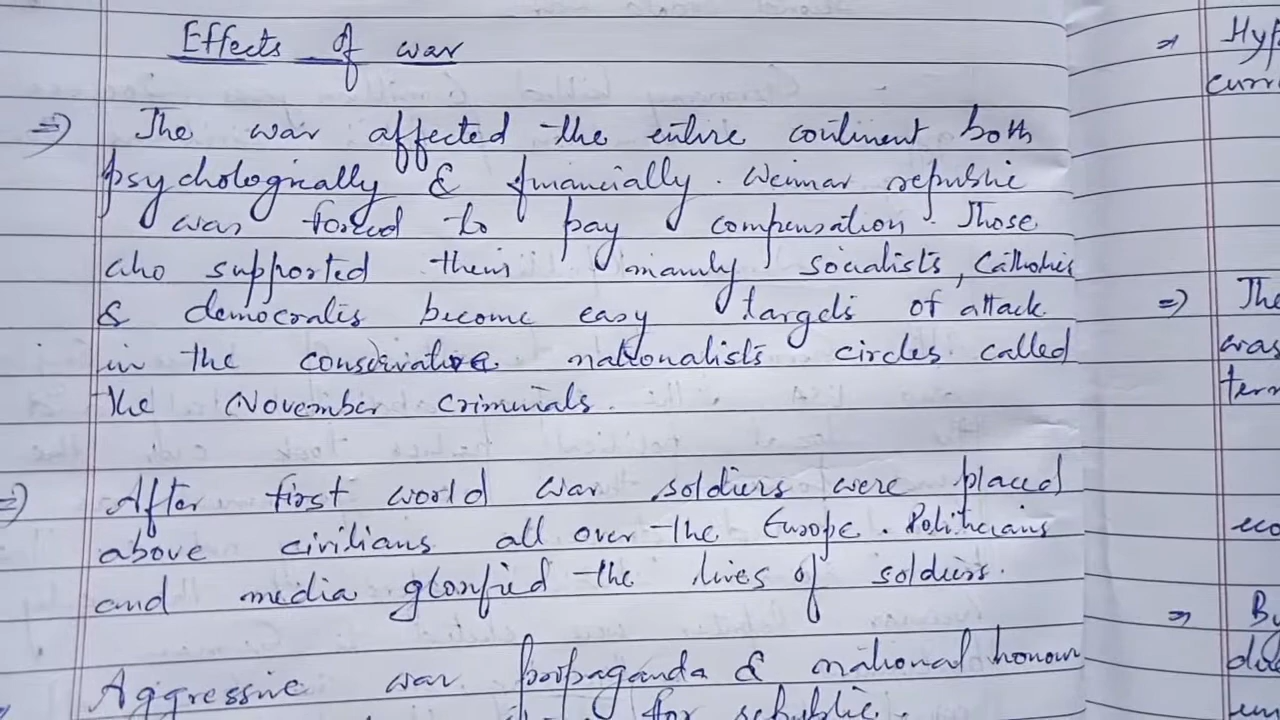 Effects of war
⇒ The war affected the entire continent both
psychologically & financially. Weimar republic
was forced to pay compensation. Those
who supported them mainly socialists, Catholics
& democratis become easy targets of attack
in the conservative nationalists circles called
the November Criminals.
⇒ After first world war soldiers were placed
above civilians all over the Europe. Politicians
and media glorified the lives of soldiers.
Aggressive war propaganda & national honour
for republic.
⇒ Hyp
curr
⇒ The
was
term
eco
⇒ By